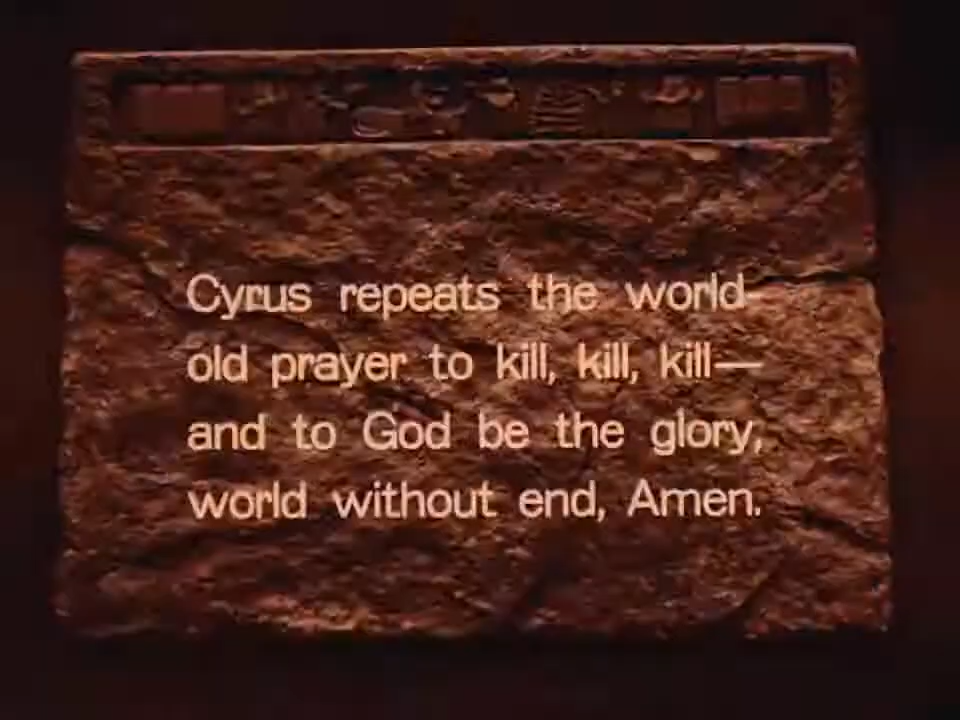 Cyrus repeats the world-
old prayer to kill, kill, kill—
and to God be the glory,
world without end, Amen.